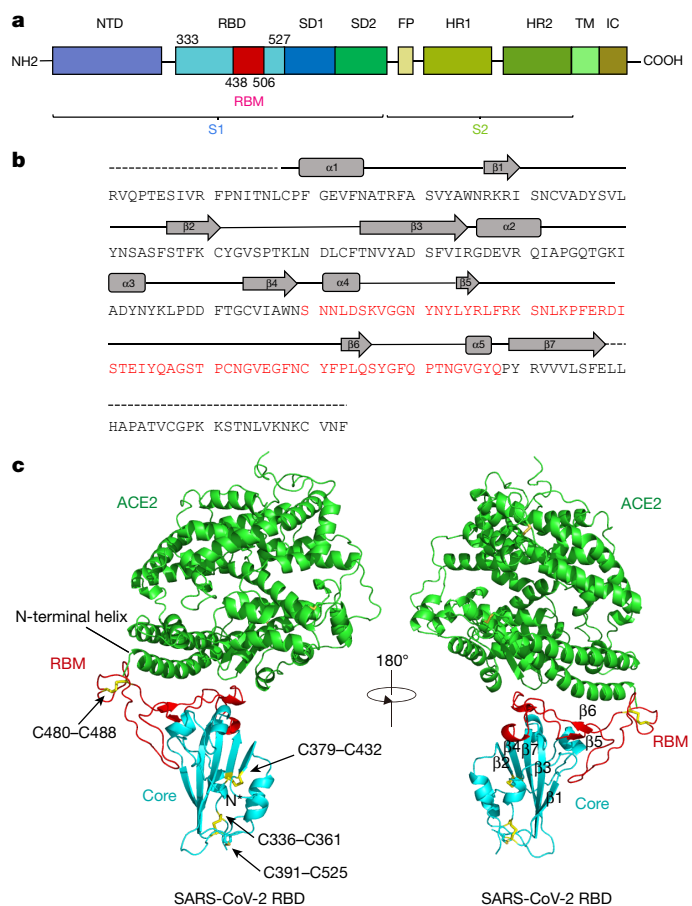 a
NTD RBD SD1 SD2 FP HR1 HR2 TM IC
333 527
NH2 COOH
438 506
RBM
S1 S2
b
α1 β1
RVQPTESIVR FPNITNLCPF GEVFNATRFA SVYAWNRKRI SNCVADYSVL
β2 β3 α2
YNSASFSTFK CYGVSPTKLN DLCFTNVYAD SFVIRGDEVR QIAPGQTGKI
α3 β4 α4 β5
ADYNYKLPDD FTGCVIAWNS NNLDSKVGGN YNYLYRLFRK SNLKPFERDI
β6 α5 β7
STEIYQAGST PCNGVEGFNC YFPLQSYGFQ PTNGVGYQPY RVVVLSFELL
HAPATVCGPK KSTNLVKNKC VNF
c
ACE2
N-terminal helix
RBM
C480–C488
C379–C432
Core
N*
C336–C361
C391–C525
SARS-CoV-2 RBD
180°
ACE2
β6
RBM
β5
β4 β7
β2 β3
β1
Core
SARS-CoV-2 RBD